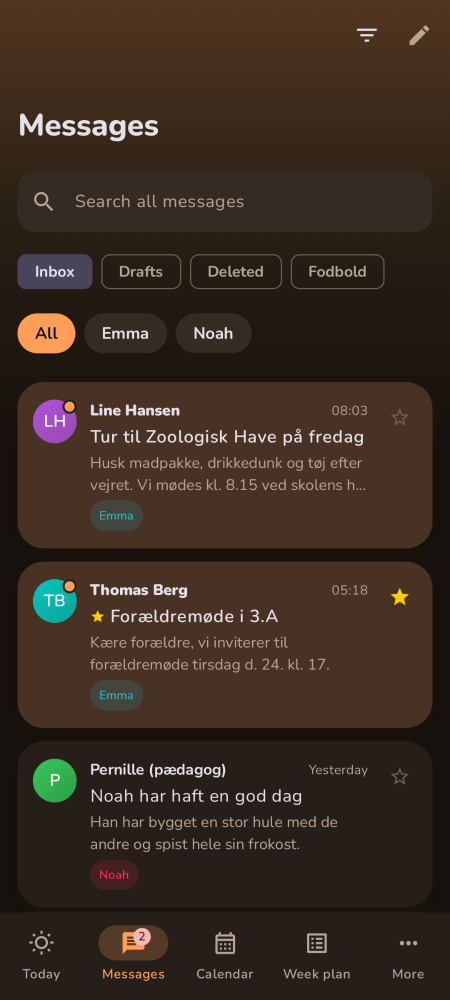 Messages
Search all messages
Inbox Drafts Deleted Fodbold
All Emma Noah
LH Line Hansen 08:03
Tur til Zoologisk Have på fredag
Husk madpakke, drikkedunk og tøj efter
vejret. Vi mødes kl. 8.15 ved skolens h...
Emma
TB Thomas Berg 05:18
Forældremøde i 3.A
Kære forældre, vi inviterer til
forældremøde tirsdag d. 24. kl. 17.
Emma
P Pernille (pædagog) Yesterday
Noah har haft en god dag
Han har bygget en stor hule med de
andre og spist hele sin frokost.
Noah
2
Today Messages Calendar Week plan More